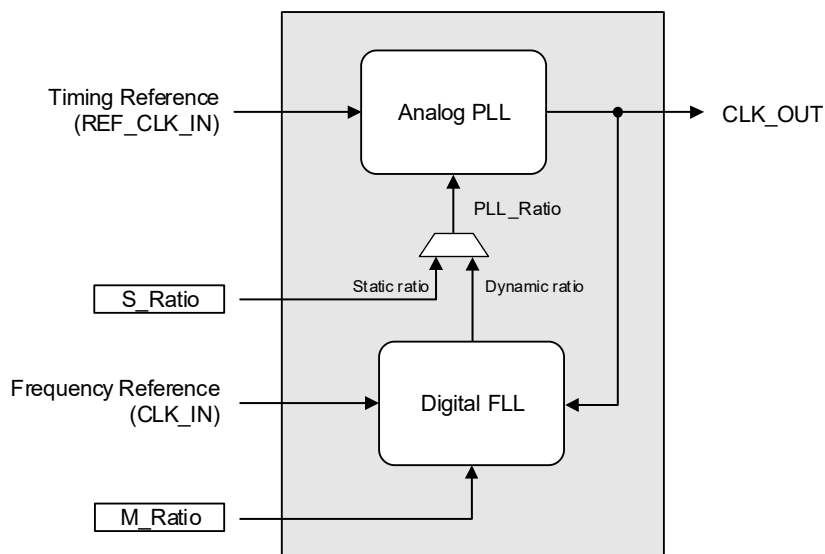 Timing Reference
(REF_CLK_IN)
Analog PLL
CLK_OUT
PLL_Ratio
S_Ratio
Static ratio
Dynamic ratio
Frequency Reference
(CLK_IN)
Digital FLL
M_Ratio